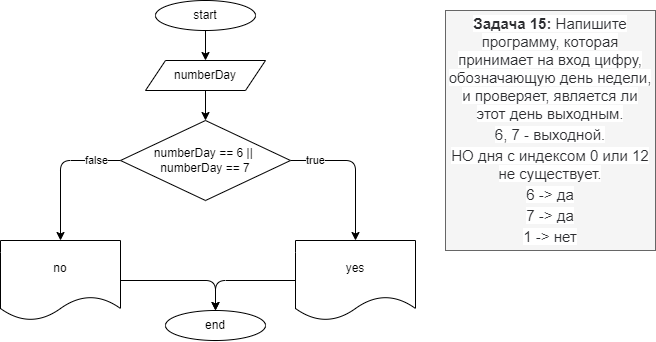 start
numberDay
numberDay == 6 ||
numberDay == 7
false
true
no
yes
end
Задача 15: Напишите
программу, которая
принимает на вход цифру,
обозначающую день недели,
и проверяет, является ли
этот день выходным.
6, 7 - выходной.
НО дня с индексом 0 или 12
не существует.
6 -> да
7 -> да
1 -> нет